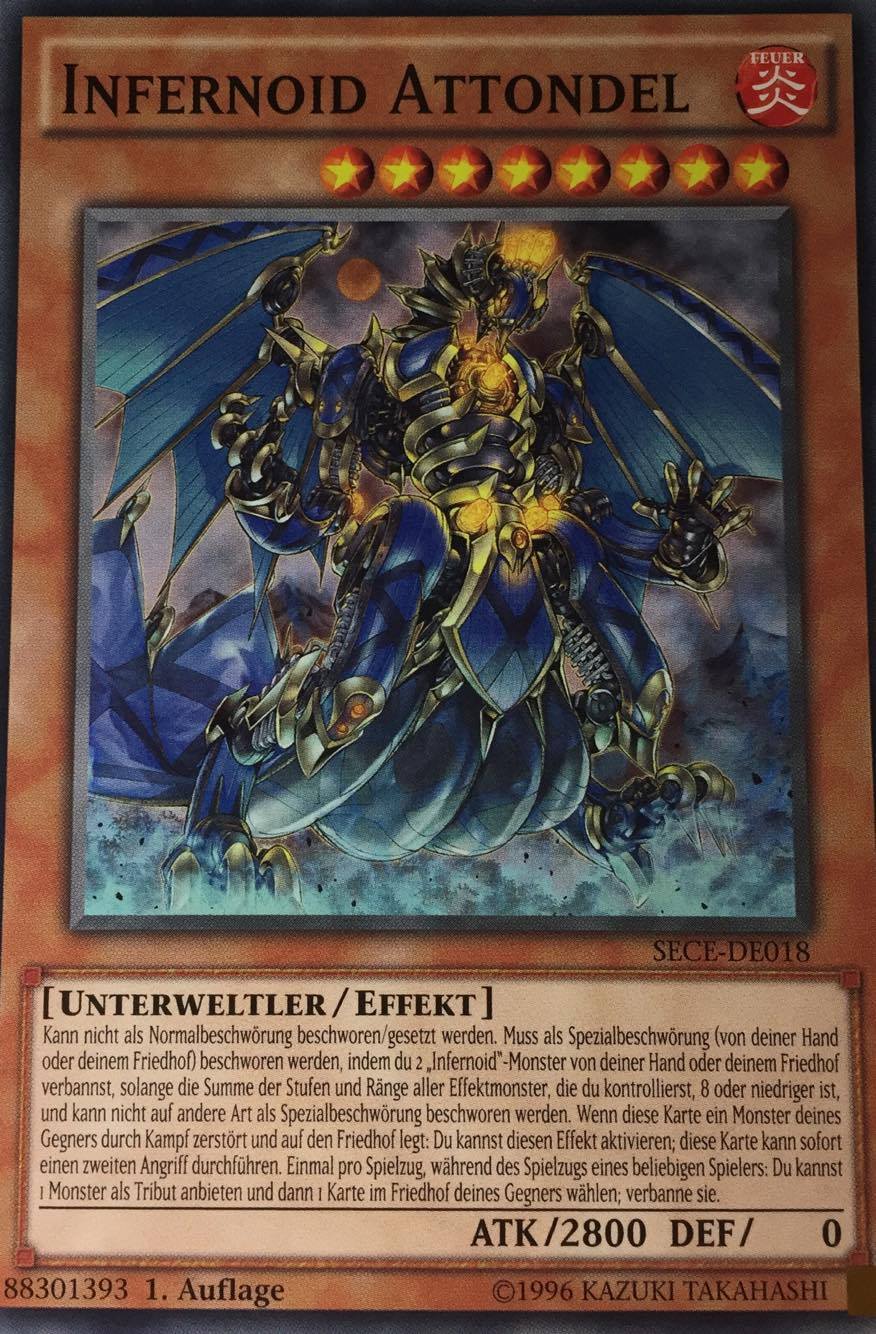 INFERNOID ATTONDEL
FEUER
炎
SECE-DE018
[UNTERWELTLER/EFFEKT]
Kann nicht als Normalbeschwörung beschworen/gesetzt werden. Muss als Spezialbeschwörung (von deiner Hand
oder deinem Friedhof) beschworen werden, indem du 2 „Infernoid"-Monster von deiner Hand oder deinem Friedhof
verbannst, solange die Summe der Stufen und Ränge aller Effektmonster, die du kontrollierst, 8 oder niedriger ist,
und kann nicht auf andere Art als Spezialbeschwörung beschworen werden. Wenn diese Karte ein Monster deines
Gegners durch Kampf zerstört und auf den Friedhof legt: Du kannst diesen Effekt aktivieren; diese Karte kann sofort
einen zweiten Angriff durchführen. Einmal pro Spielzug, während des Spielzugs eines beliebigen Spielers: Du kannst
1 Monster als Tribut anbieten und dann 1 Karte im Friedhof deines Gegners wählen; verbanne sie.
ATK/2800 DEF/ 0
88301393 1. Auflage ©1996 KAZUKI TAKAHASHI